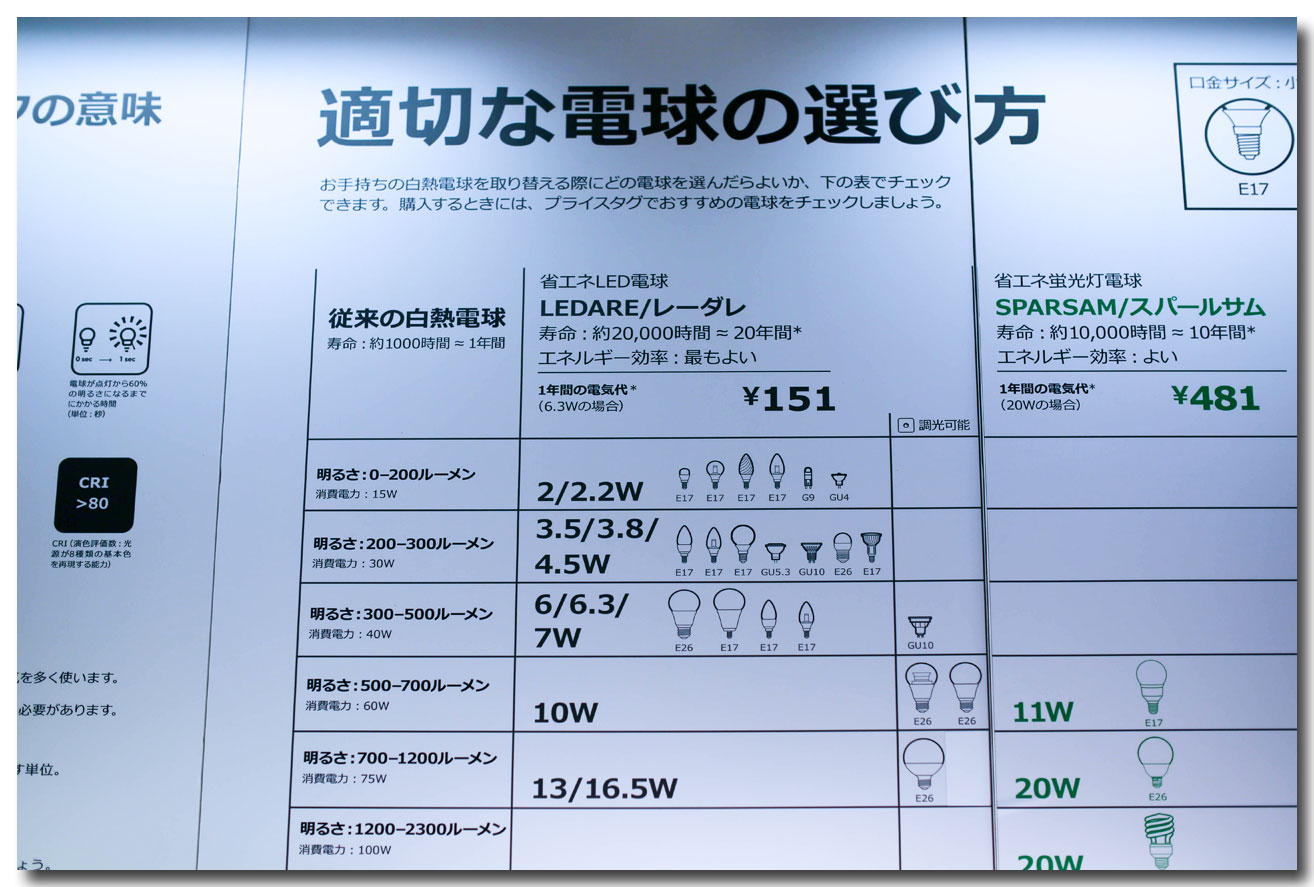 クの意味
0 sec → 1 sec
電球が点灯から60%
の明るさになるまで
にかかる時間
(単位:秒)
CRI
>80
CRI(演色評価数:光
源が8種類の基本色
を再現する能力)
を多く使います。
必要があります。
す単位。
ょう。
適切な電球の選び方
お手持ちの白熱電球を取り替える際にどの電球を選んだらよいか、下の表でチェック
できます。購入するときには、プライスタグでおすすめの電球をチェックしましょう。
口金サイズ:小
E17
従来の白熱電球
寿命:約1000時間≈1年間
省エネLED電球
LEDARE/レーダレ
寿命:約20,000時間≈20年間*
エネルギー効率:最もよい
1年間の電気代*
(6.3Wの場合)
¥151
調光可能
省エネ蛍光灯電球
SPARSAM/スパールサム
寿命:約10,000時間≈10年間*
エネルギー効率:よい
1年間の電気代*
(20Wの場合)
¥481
明るさ:0–200ルーメン
消費電力:15W
2/2.2W
E17 E17 E17 E17 G9 GU4
明るさ:200–300ルーメン
消費電力:30W
3.5/3.8/
4.5W
E17 E17 E17 GU5.3 GU10 E26 E17
明るさ:300–500ルーメン
消費電力:40W
6/6.3/
7W
E26 E17 E17 E17
GU10
明るさ:500–700ルーメン
消費電力:60W
10W
E26 E26
11W
E17
明るさ:700–1200ルーメン
消費電力:75W
13/16.5W
E26
20W
E26
明るさ:1200–2300ルーメン
消費電力:100W
20W